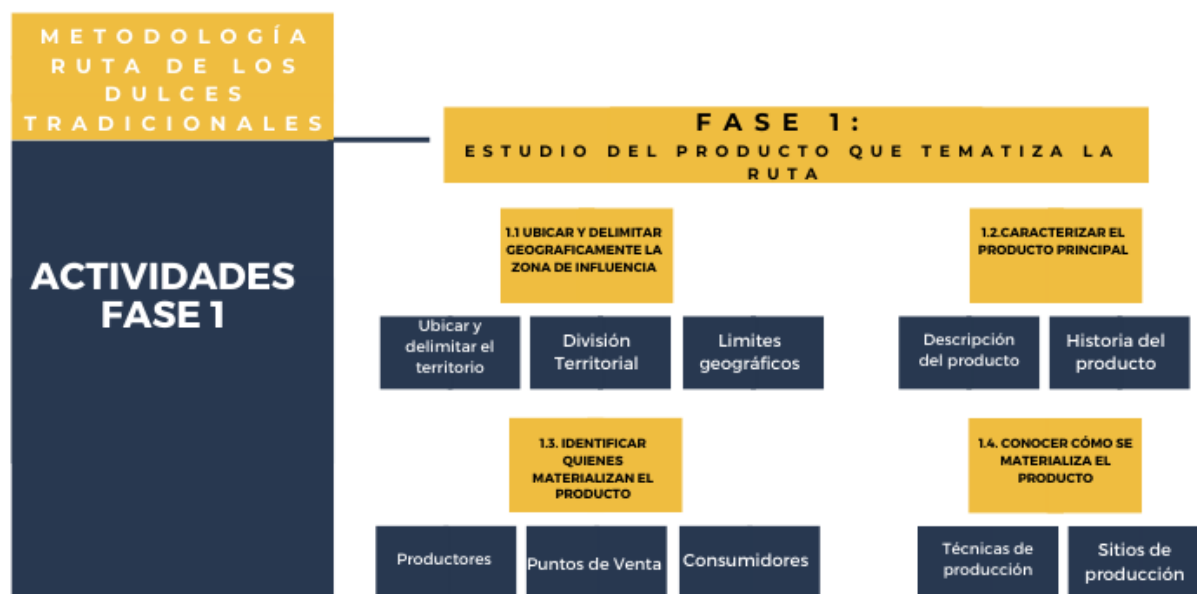 METODOLOGÍA
RUTA DE LOS
DULCES
TRADICIONALES
ACTIVIDADES
FASE 1
FASE 1:
ESTUDIO DEL PRODUCTO QUE TEMATIZA LA
RUTA
1.1 UBICAR Y DELIMITAR
GEOGRAFICAMENTE LA
ZONA DE INFLUENCIA
Ubicar y
delimitar el
territorio
División
Territorial
Limites
geográficos
1.2.CARACTERIZAR EL
PRODUCTO PRINCIPAL
Descripción
del producto
Historia del
producto
1.3. IDENTIFICAR
QUIENES
MATERIALIZAN EL
PRODUCTO
Productores
Puntos de Venta
Consumidores
1.4. CONOCER CÓMO SE
MATERIALIZA EL
PRODUCTO
Técnicas de
producción
Sitios de
producción